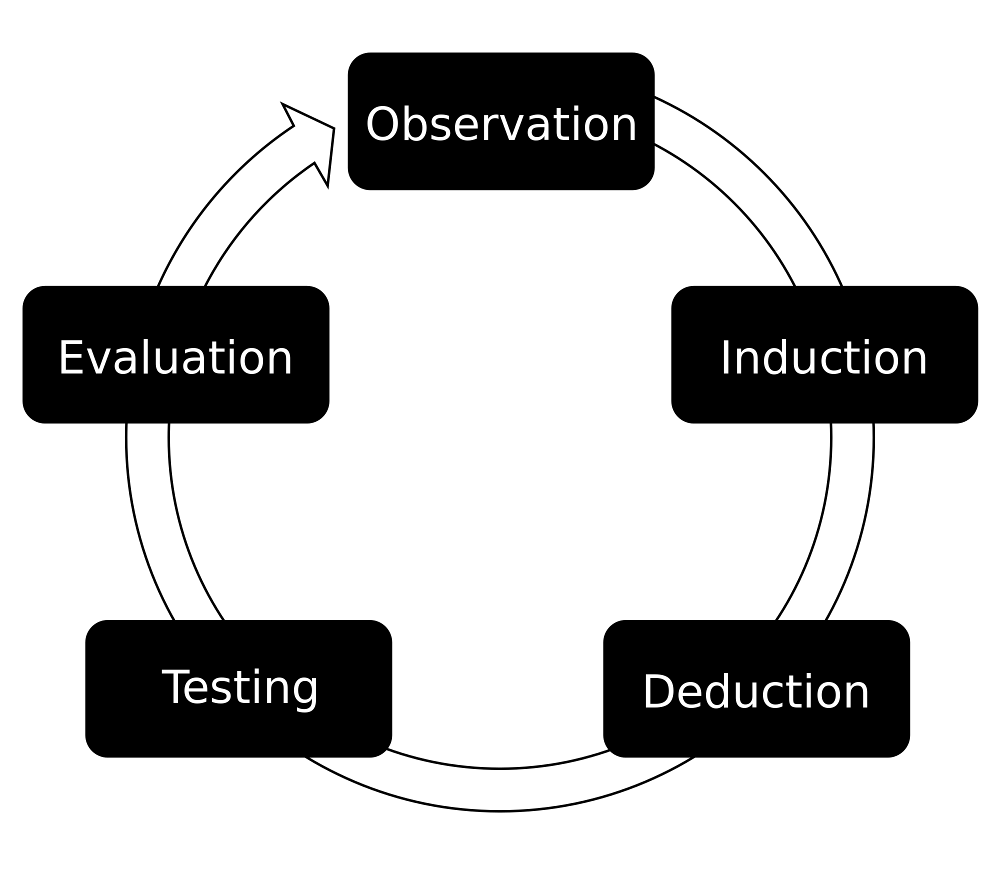 Observation
Induction
Deduction
Testing
Evaluation